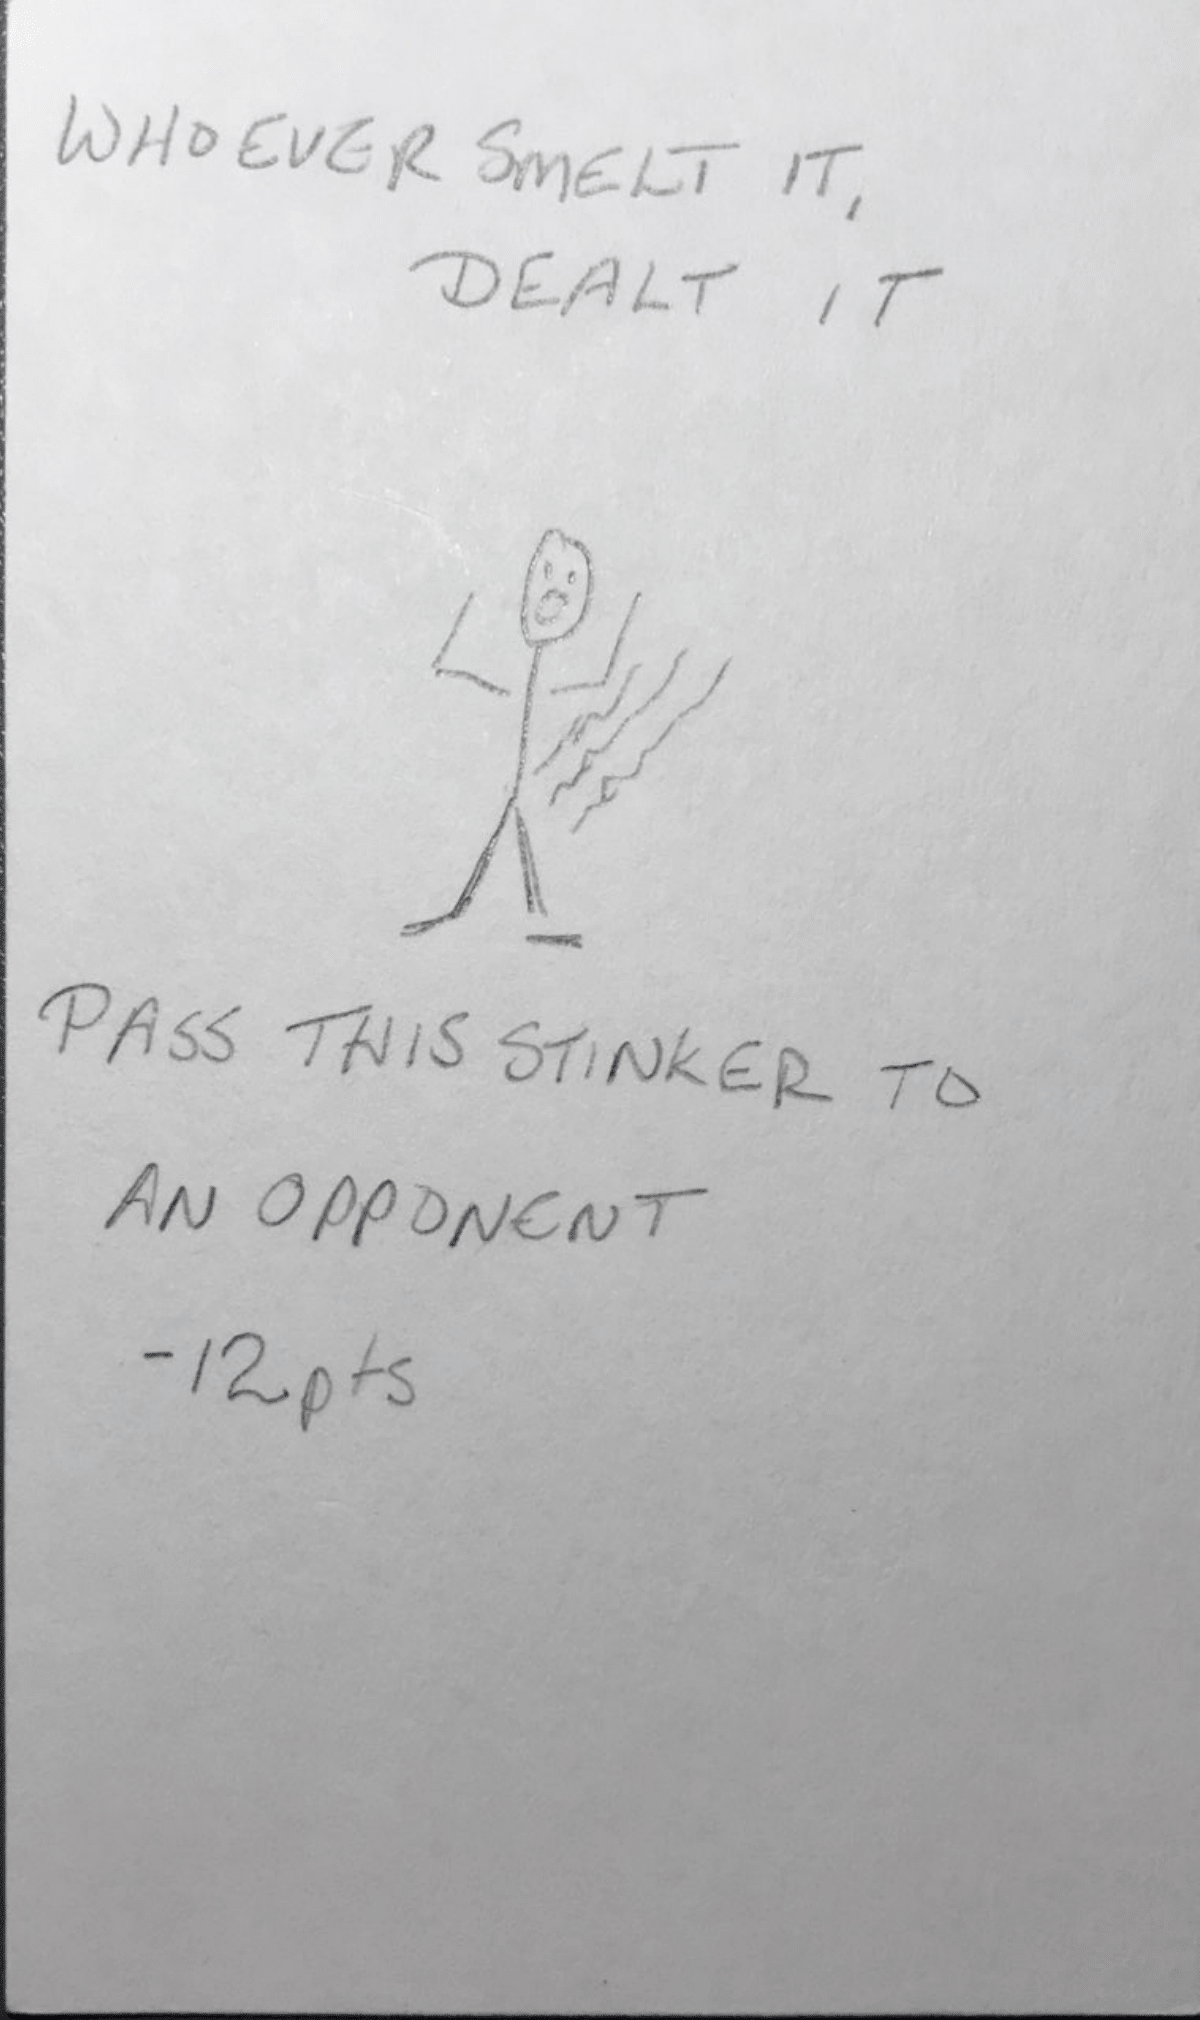 WHOEVER SMELT IT,
DEALT IT
PASS THIS STINKER TO
AN OPPONENT
-12pts